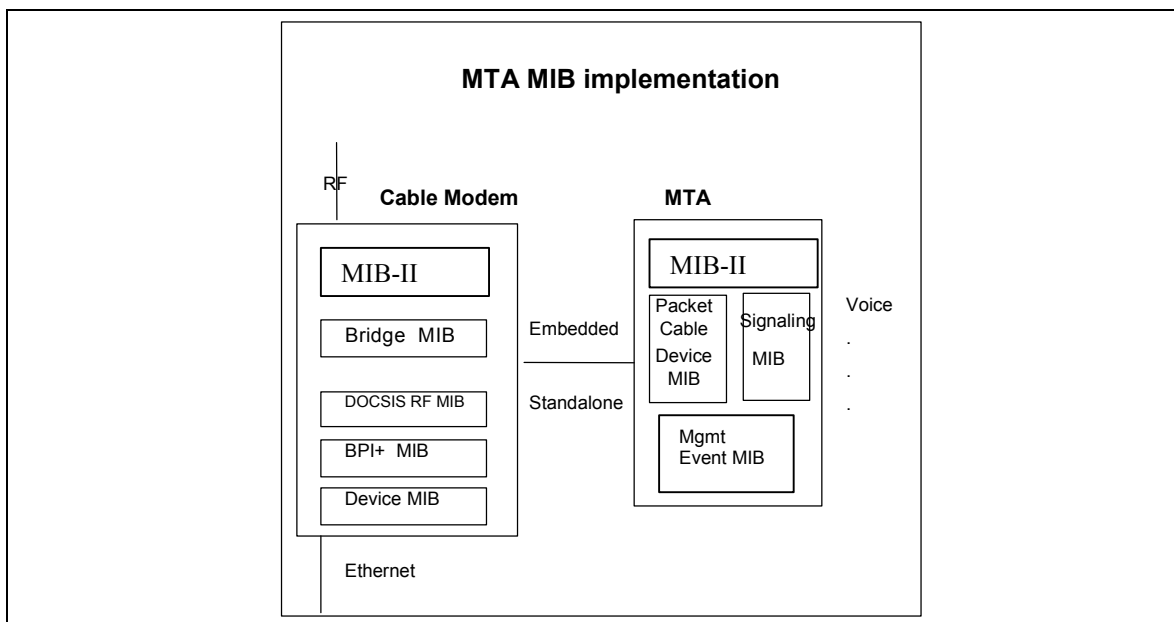 MTA MIB implementation
RF
Cable Modem
MIB-II
Bridge MIB
DOCSIS RF MIB
BPI+ MIB
Device MIB
Ethernet
Embedded
Standalone
MTA
MIB-II
Packet
Cable
Device
MIB
Signaling
MIB
Mgmt
Event MIB
Voice
.
.
.